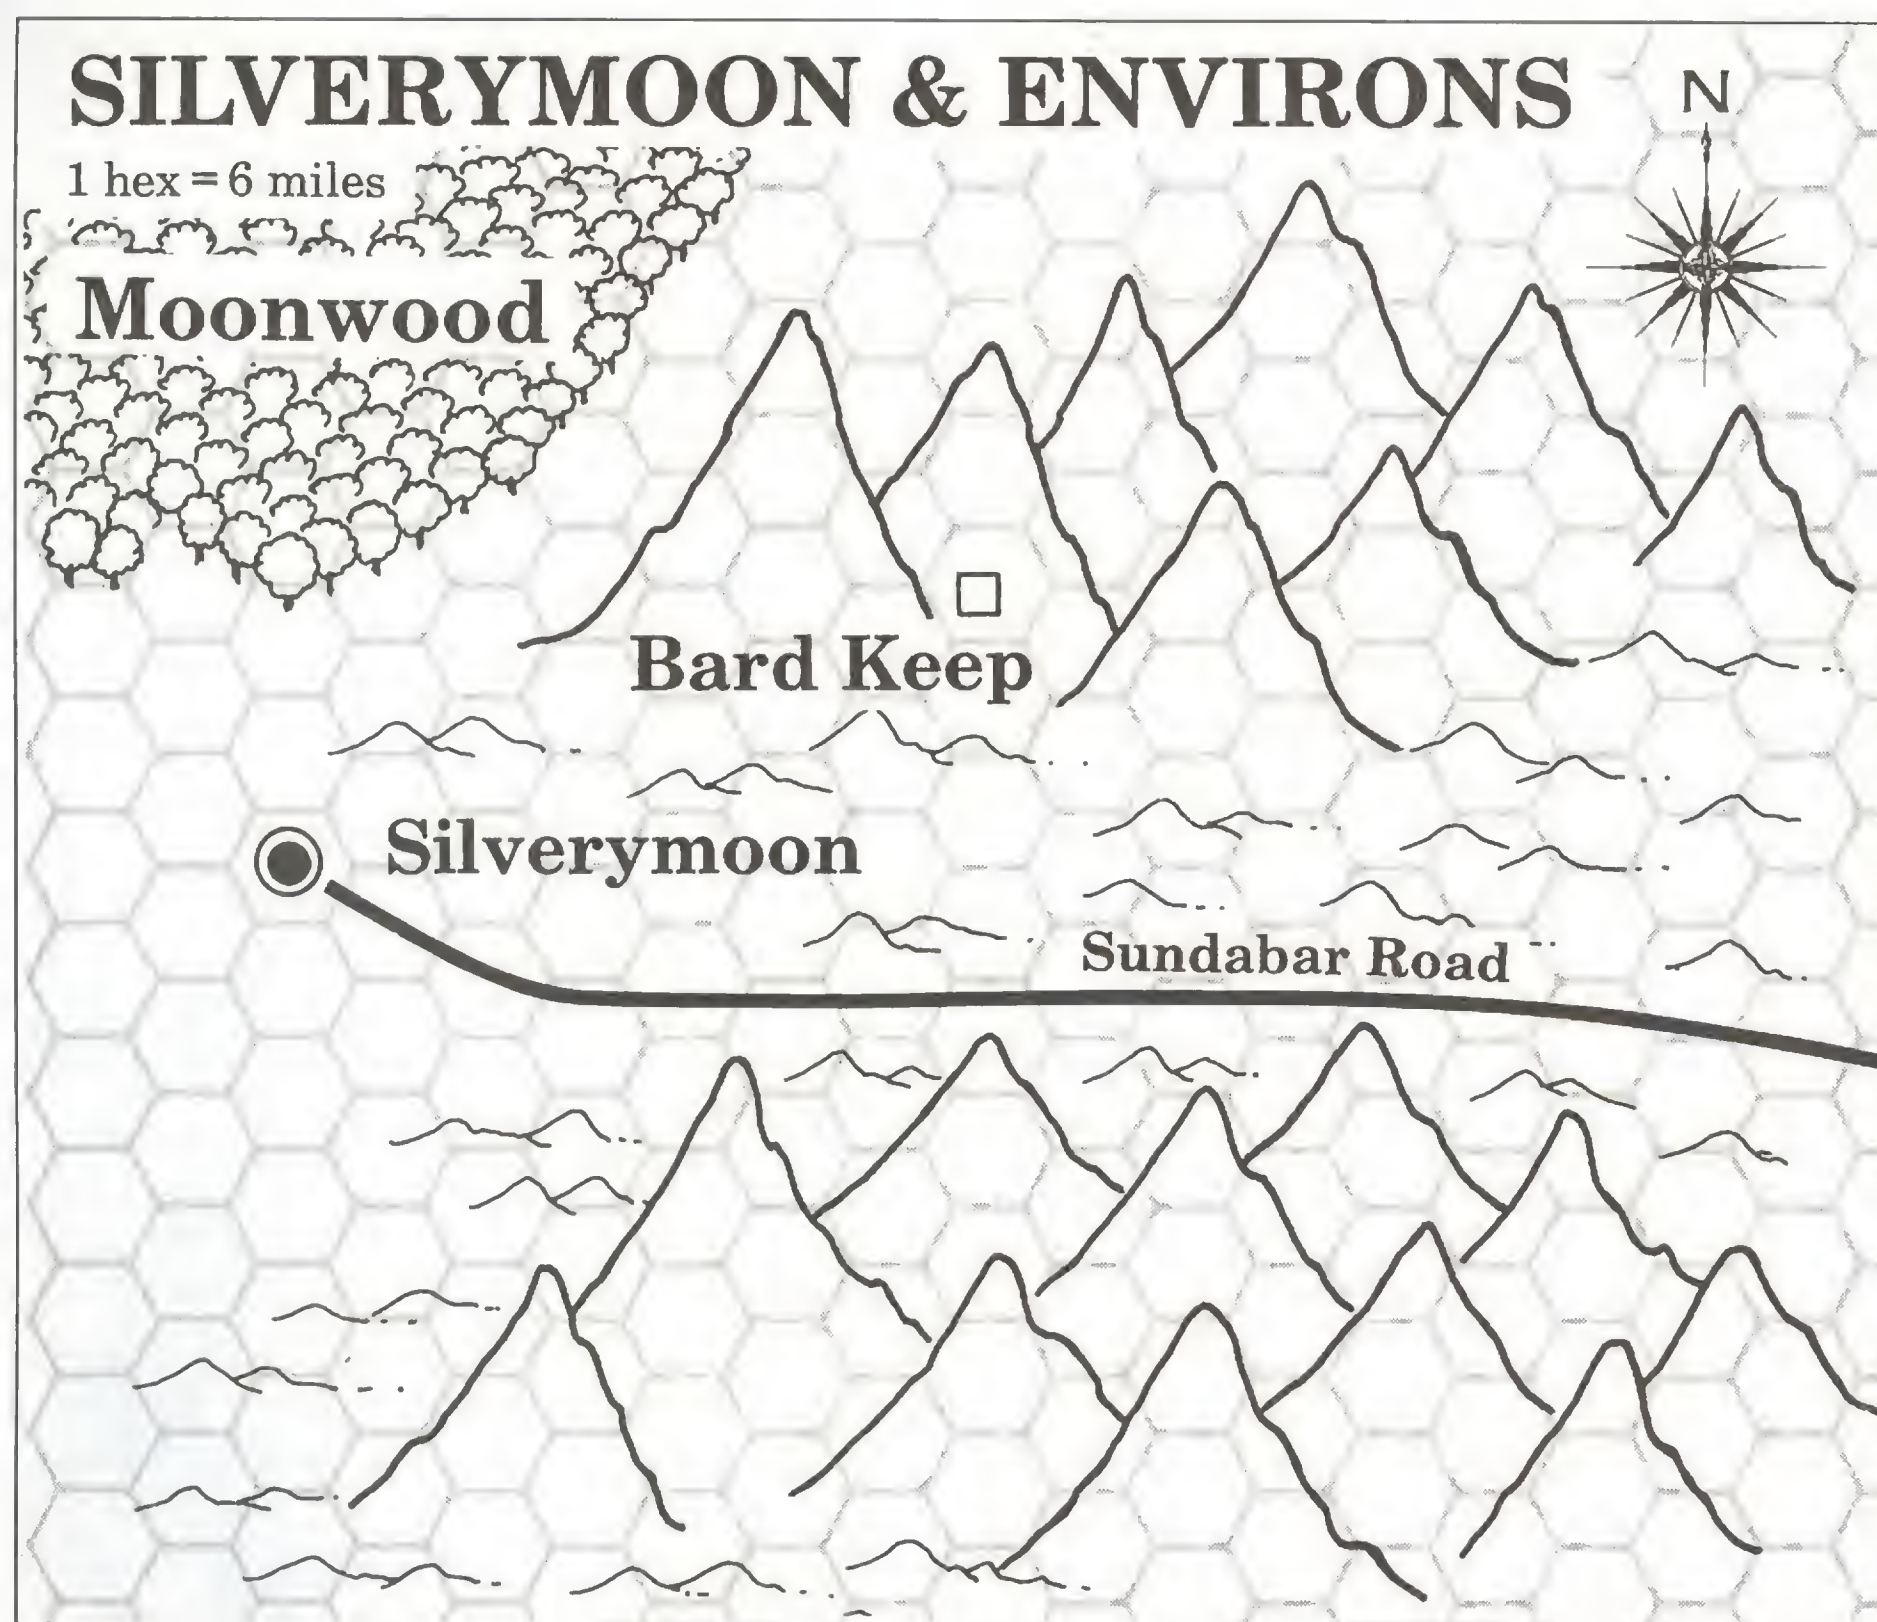 SILVERYMOON & ENVIRONS
N
1 hex = 6 miles
Moonwood
Bard Keep
Silverymoon
Sundabar Road